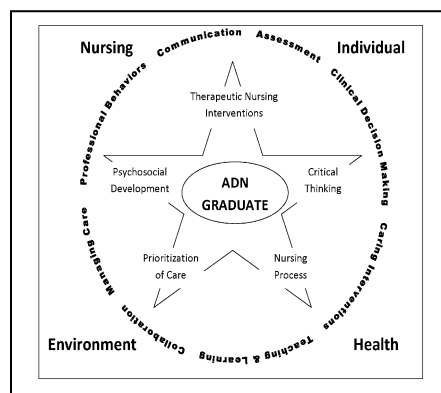 Nursing
Individual
Professional Behaviors
Communication
Assessment
Clinical Decision Making
Caring Interventions
Teaching & Learning
Collaboration
Managing Care
Therapeutic Nursing
Interventions
Psychosocial
Development
Critical
Thinking
ADN
GRADUATE
Prioritization
of Care
Nursing
Process
Environment
Health